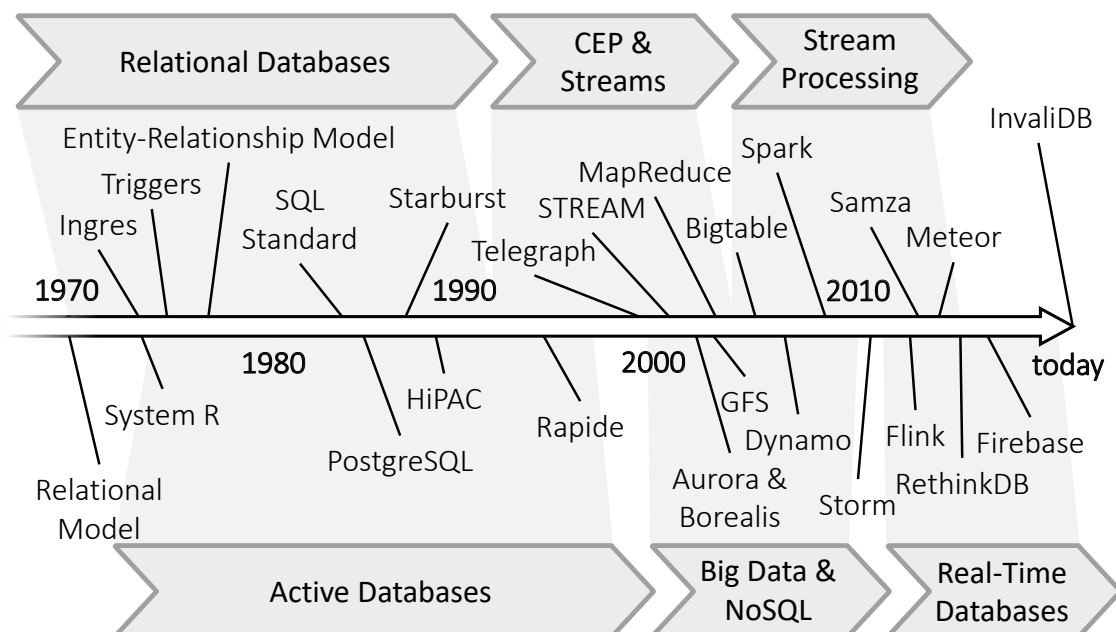 Relational Databases
CEP &
Streams
Stream
Processing
InvaliDB
Entity-Relationship Model
Spark
Triggers
MapReduce
SQL
Standard
Starburst
STREAM
Samza
Ingres
Bigtable
Meteor
Telegraph
1970
1990
2010
1980
2000
today
System R
HiPAC
Rapide
GFS
Dynamo
Flink
Firebase
PostgreSQL
Relational
Model
Aurora &
Borealis
Storm
RethinkDB
Active Databases
Big Data &
NoSQL
Real-Time
Databases